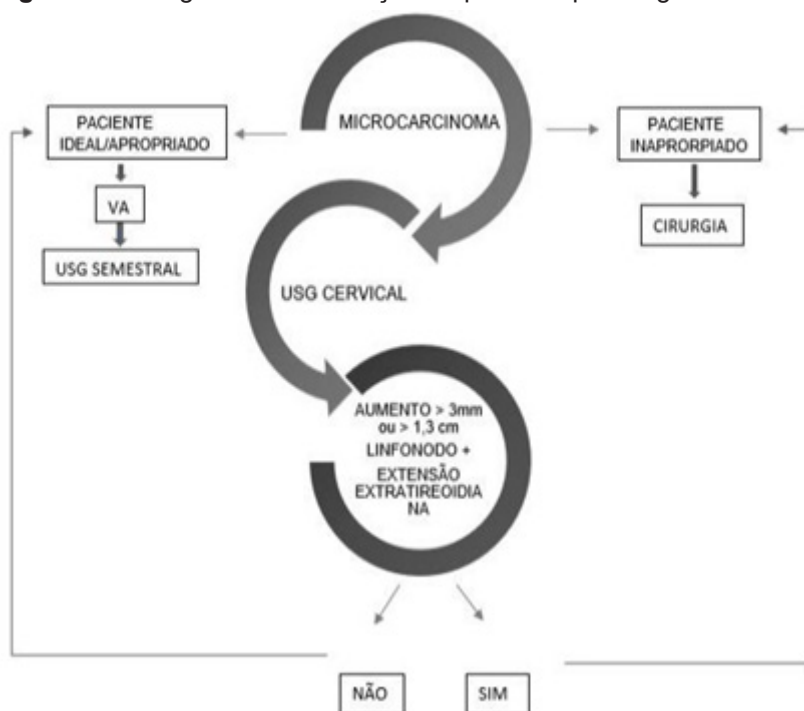 MICROCARCINOMA
PACIENTE
IDEAL/APROPRIADO
VA
USG SEMESTRAL
PACIENTE
INAPRORPIADO
CIRURGIA
USG CERVICAL
AUMENTO > 3mm
ou > 1,3 cm
LINFONODO +
EXTENSÃO
EXTRATIREOIDIA
NA
NÃO
SIM